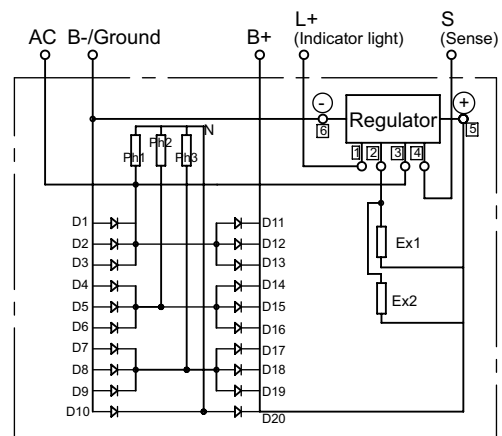 AC B-/Ground B+ L+ S
(Indicator light) (Sense)
- +
6 Regulator 5
N
Ph1 Ph2 Ph3
1 2 3 4
D1 D11
D2 D12
D3 D13
D4 D14
D5 D15
D6 D16
D7 D17
D8 D18
D9 D19
D10 D20
Ex1
Ex2